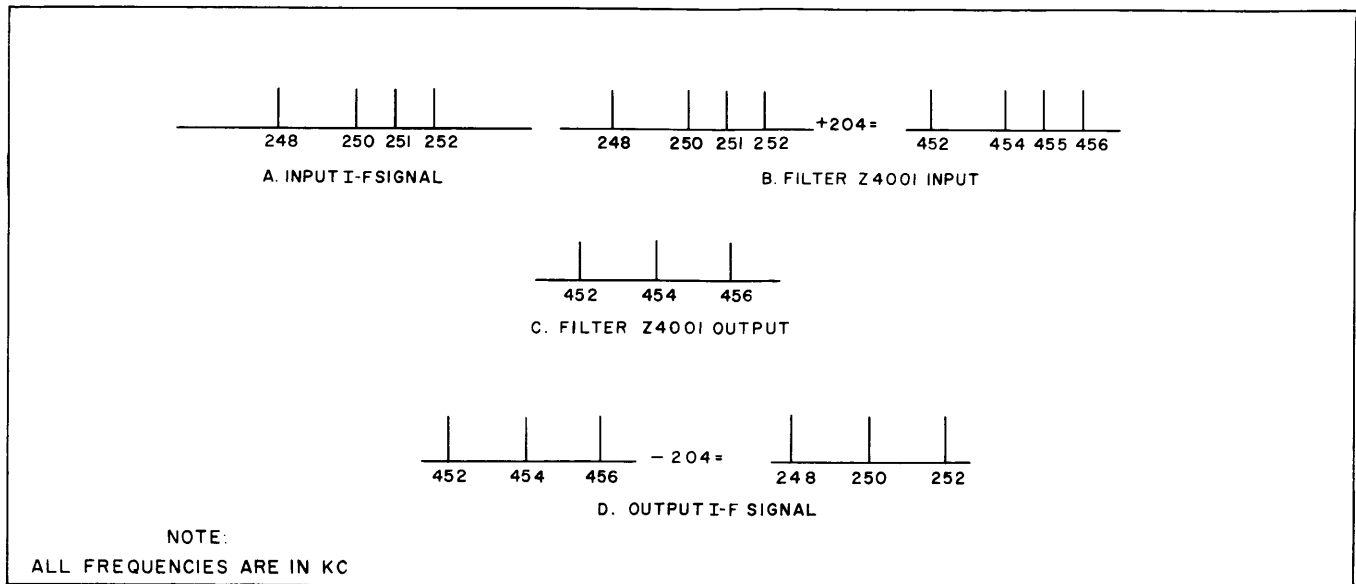 248 250 251 252
A. INPUT I-F SIGNAL
248 250 251 252 +204= 452 454 455 456
B. FILTER Z4001 INPUT
452 454 456
C. FILTER Z4001 OUTPUT
452 454 456 - 204= 248 250 252
D. OUTPUT I-F SIGNAL
NOTE:
ALL FREQUENCIES ARE IN KC